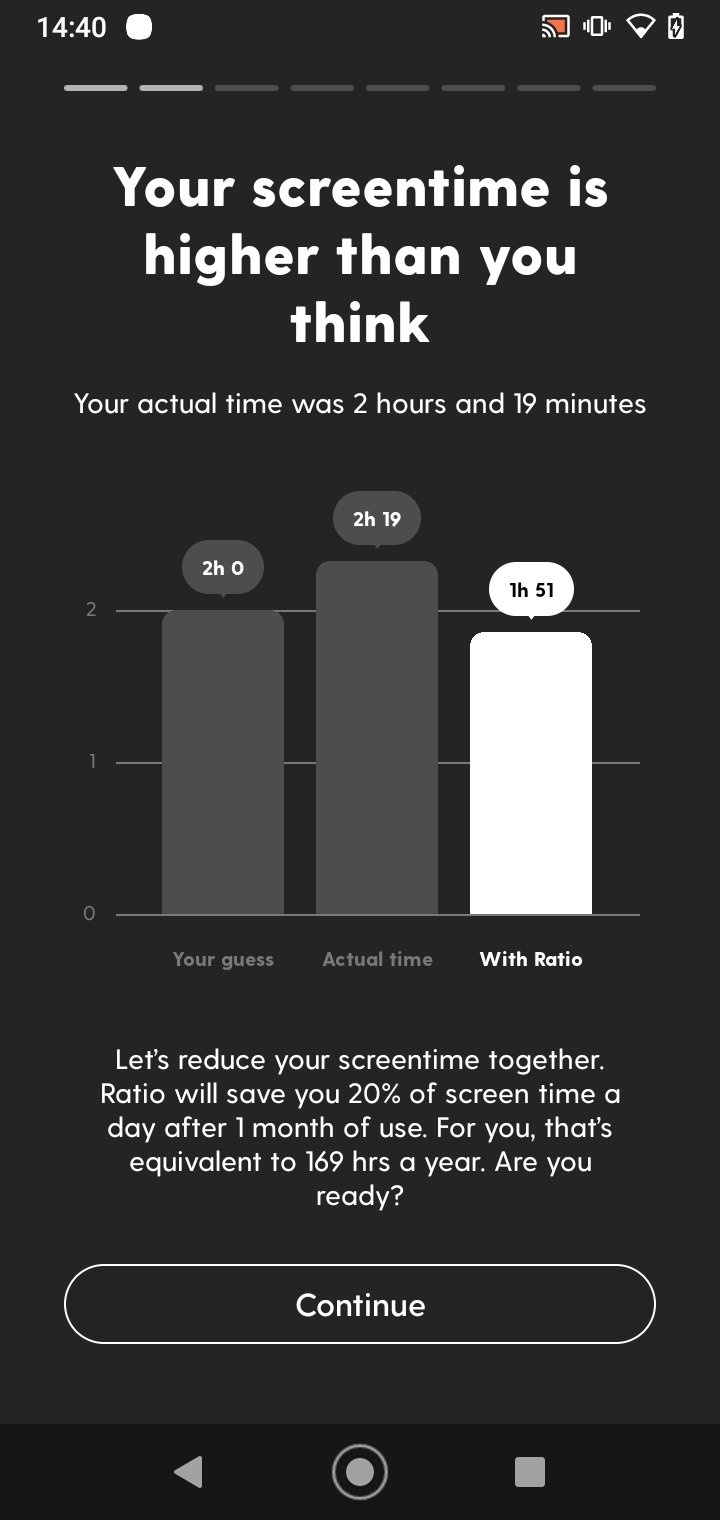 14:40
Your screentime is
higher than you
think
Your actual time was 2 hours and 19 minutes
2h 19
2h 0
1h 51
2
1
0
Your guess
Actual time
With Ratio
Let's reduce your screentime together.
Ratio will save you 20% of screen time a
day after 1 month of use. For you, that's
equivalent to 169 hrs a year. Are you
ready?
Continue